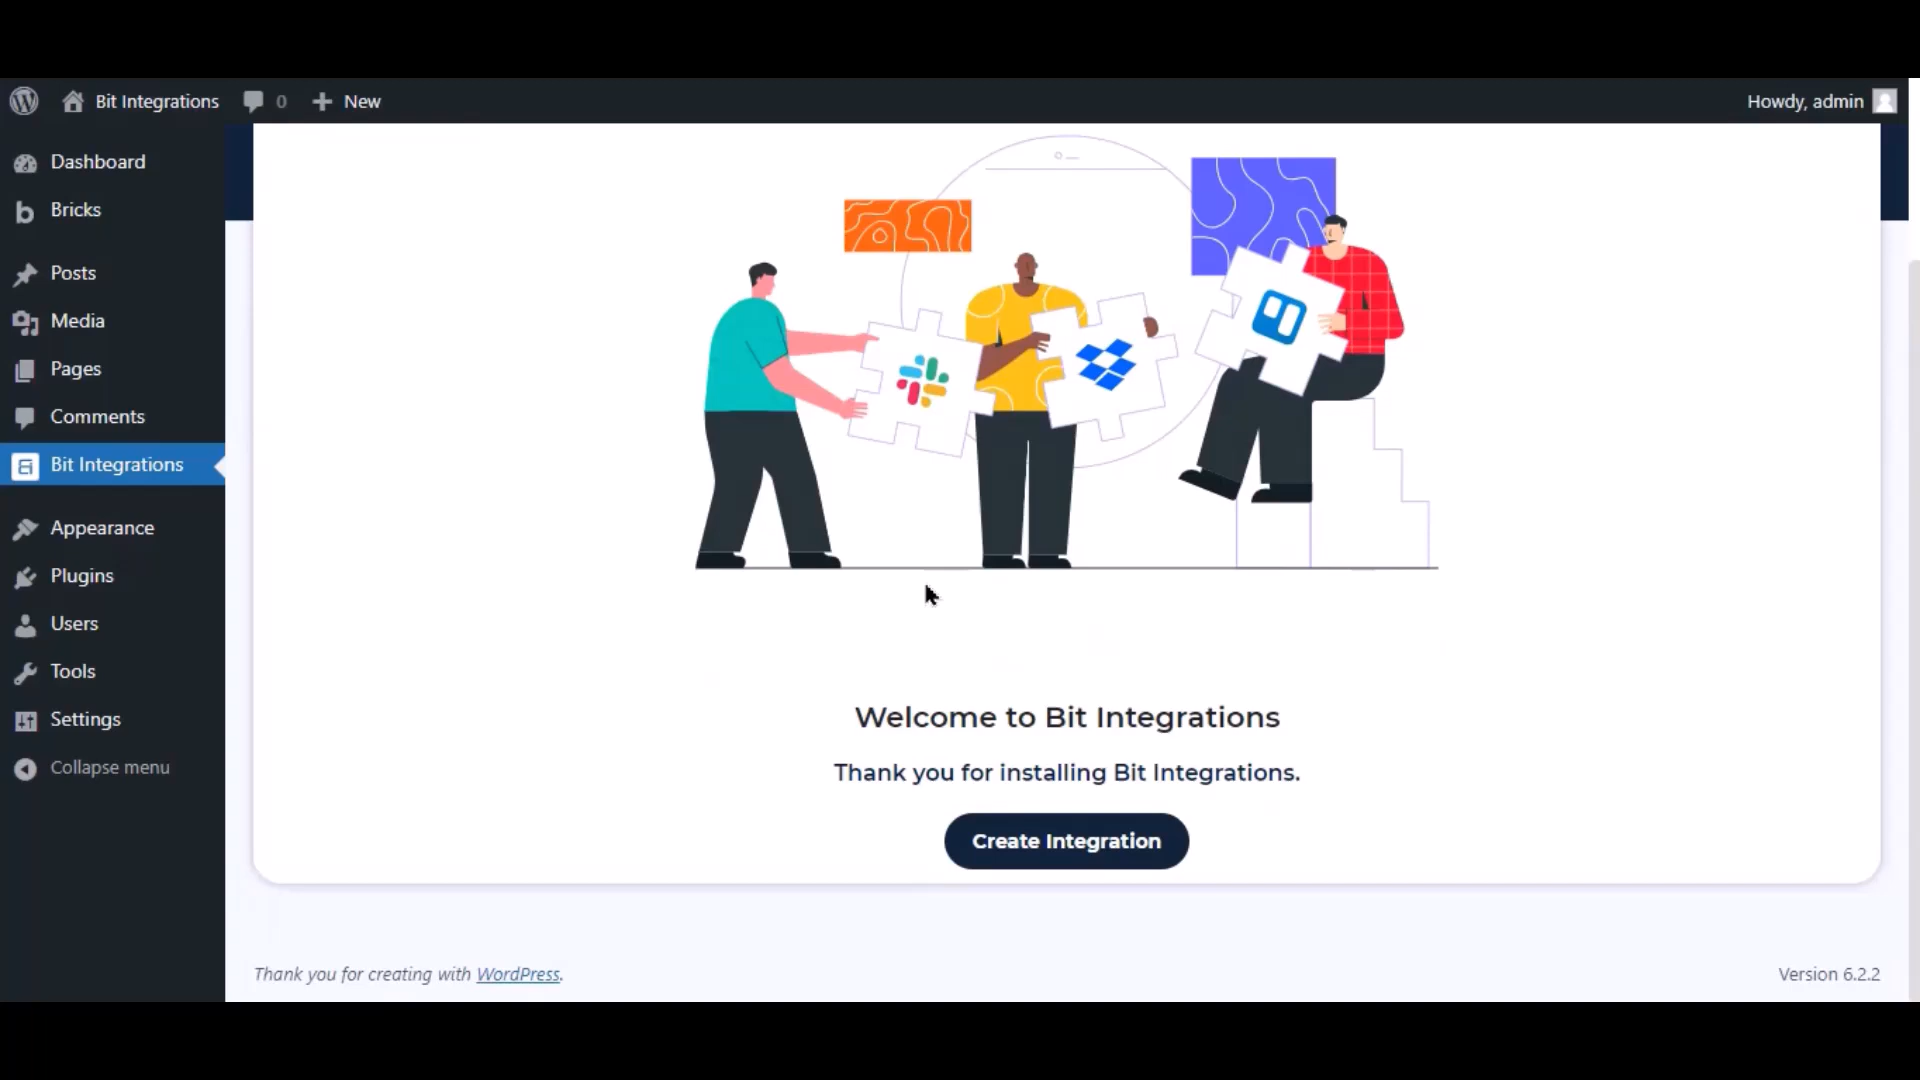 Bit Integrations
0
New
Howdy, admin
Dashboard
Bricks
Posts
Media
Pages
Comments
Bit Integrations
Appearance
Plugins
Users
Tools
Settings
Collapse menu
Welcome to Bit Integrations
Thank you for installing Bit Integrations.
Create Integration
Thank you for creating with WordPress.
Version 6.2.2